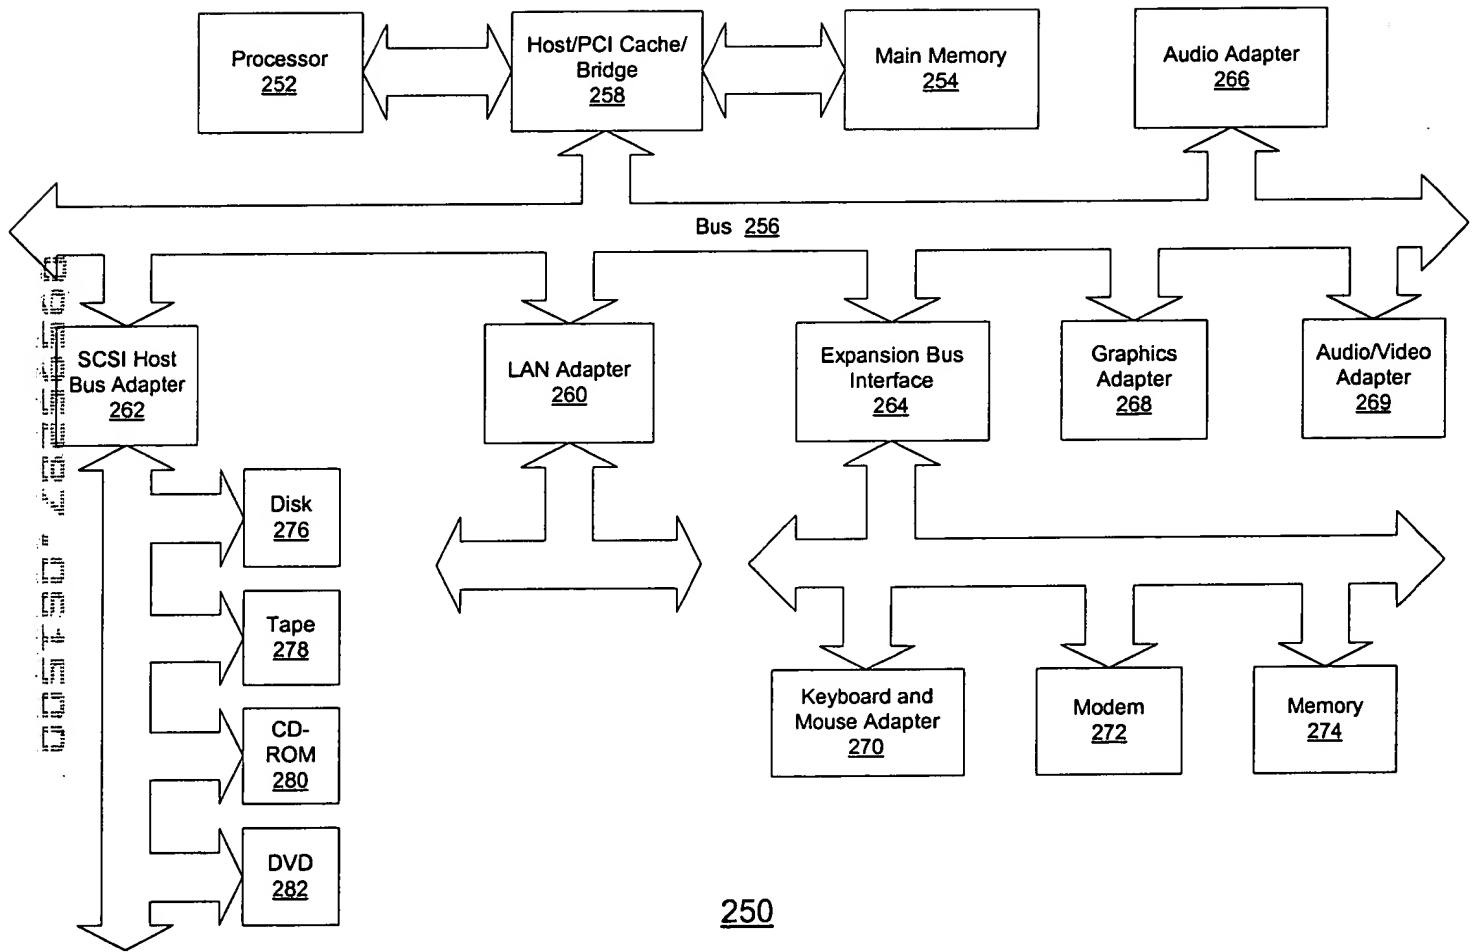 Processor
252
Host/PCI Cache/
Bridge
258
Main Memory
254
Audio Adapter
266
Bus 256
SCSI Host
Bus Adapter
262
LAN Adapter
260
Expansion Bus
Interface
264
Graphics
Adapter
268
Audio/Video
Adapter
269
Disk
276
Tape
278
CD-
ROM
280
DVD
282
Keyboard and
Mouse Adapter
270
Modem
272
Memory
274
250